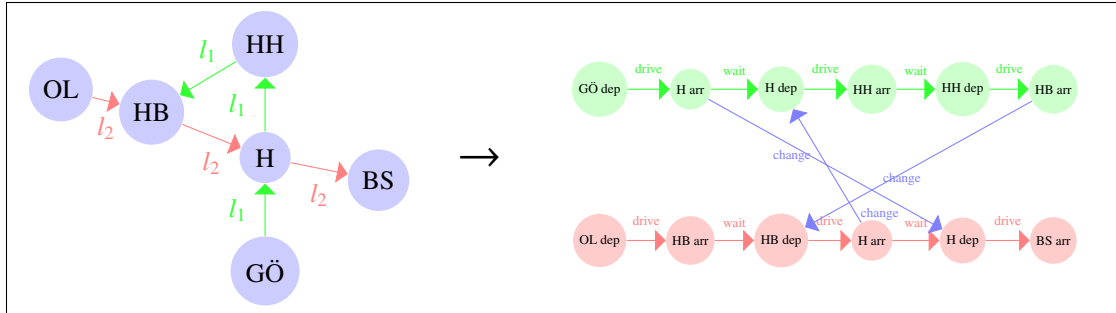 HH
l1
OL
HB
l2
l1
l2
H
l2
BS
l1
GÖ
→
GÖ dep
drive
H arr
wait
H dep
drive
HH arr
wait
HH dep
drive
HB arr
change
change
change
OL dep
drive
HB arr
wait
HB dep
drive
H arr
wait
H dep
drive
BS arr